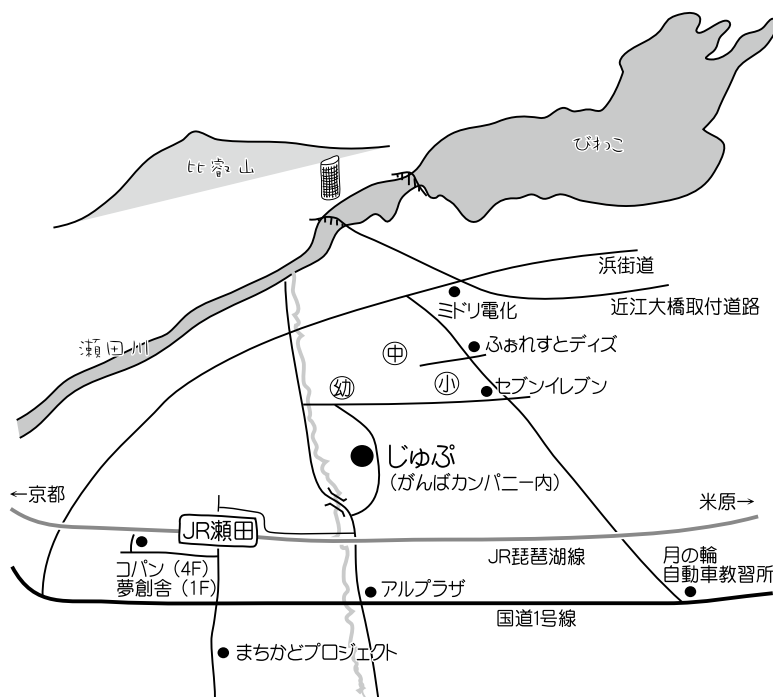 びわこ
比叡山
浜街道
近江大橋取付道路
ミドリ電化
瀬田川
ふぉれすとデイズ
中
幼
小
セブンイレブン
じゅぷ
(がんばカンパニー内)
←京都
米原→
JR瀬田
JR琵琶湖線
コパン(4F)
夢創舎(1F)
月の輪
自動車教習所
アルプラザ
国道1号線
まちかどプロジェクト